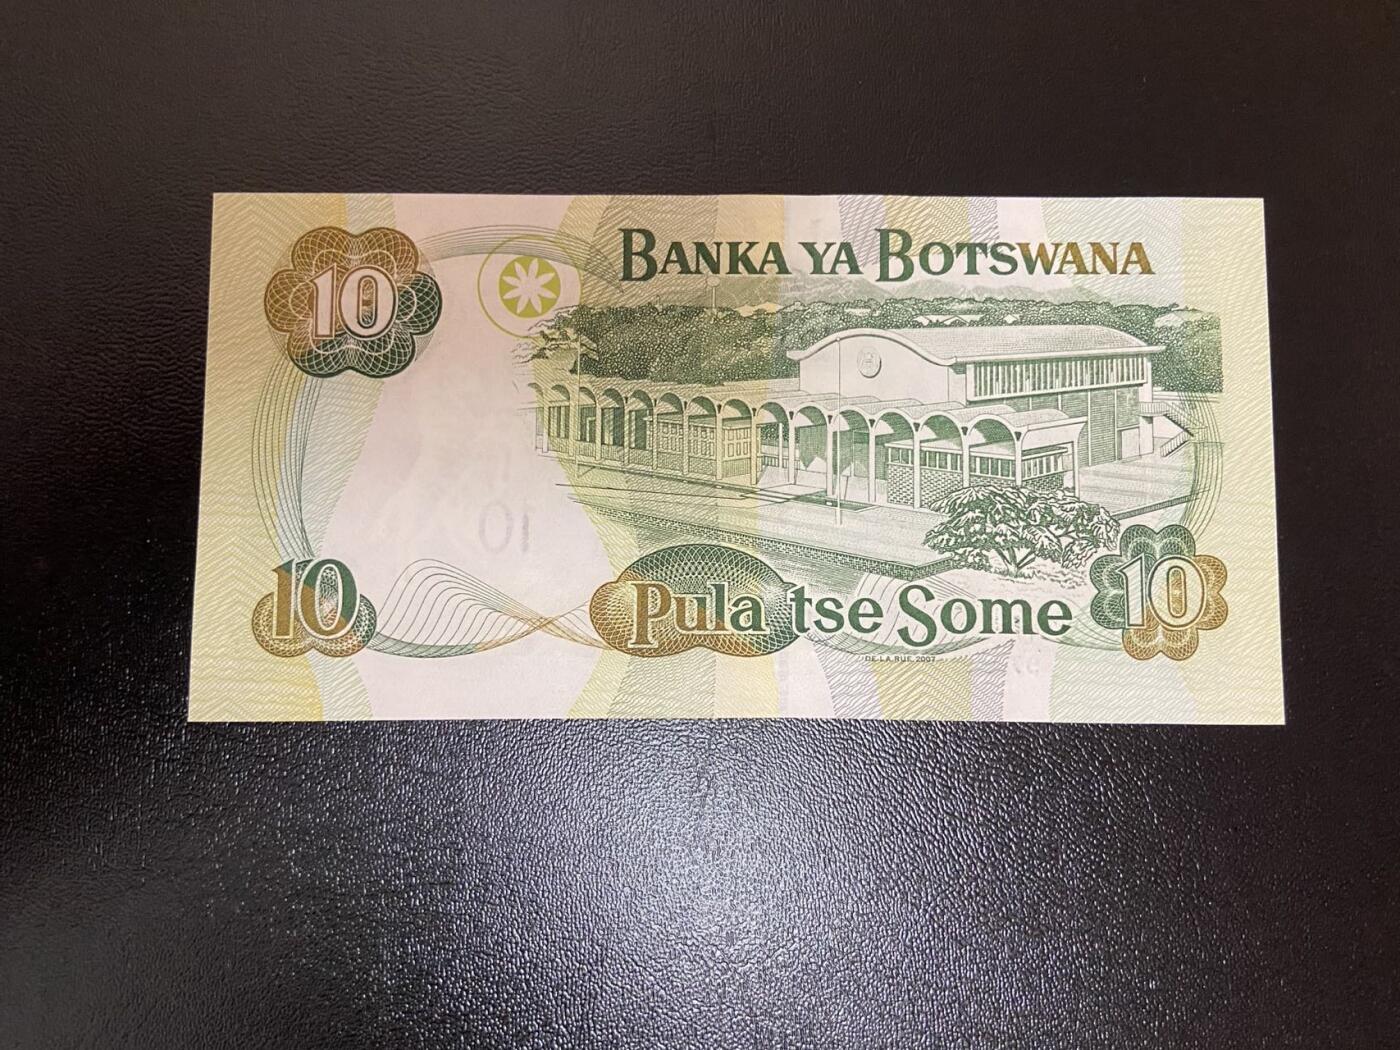 BANKA YA BOTSWANA
10
10
10
Pula tse Some
10
DE LA RUE 2007